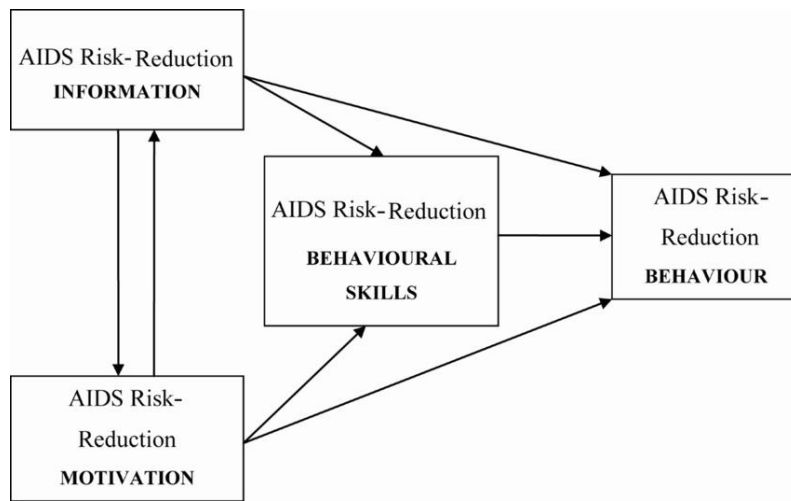 AIDS Risk-Reduction
INFORMATION
AIDS Risk-Reduction
BEHAVIOURAL
SKILLS
AIDS Risk-
Reduction
BEHAVIOUR
AIDS Risk-
Reduction
MOTIVATION